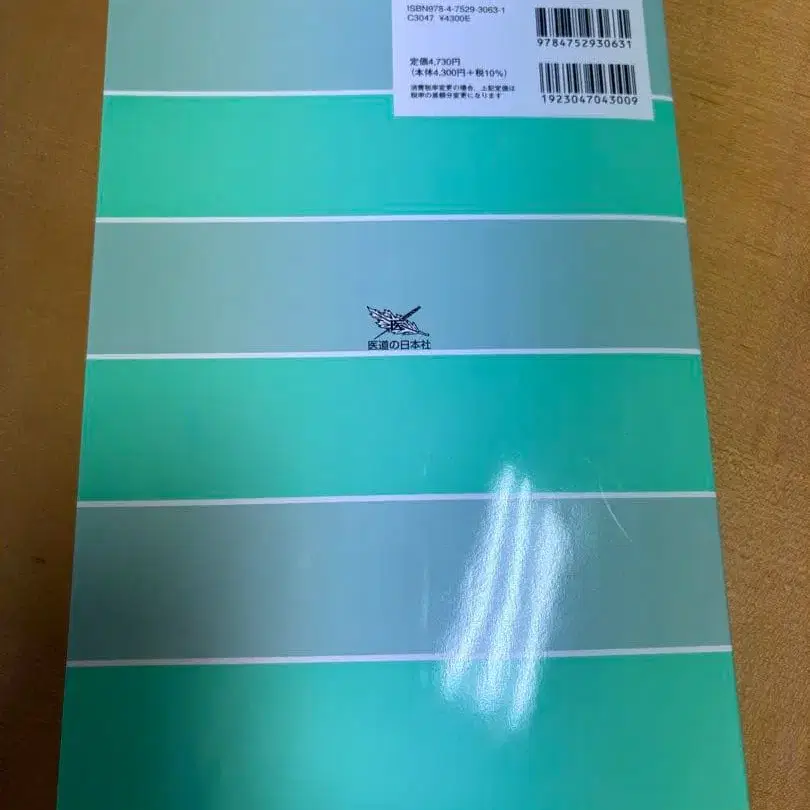 ISBN978-4-7529-3063-1
C3047 ¥4300E
9784752930631
定価4,730円
(本体4,300円+税10%)
消費税率変更の場合、上記定価は
税率の差額分変更になります
1923047043009
医
医道の日本社